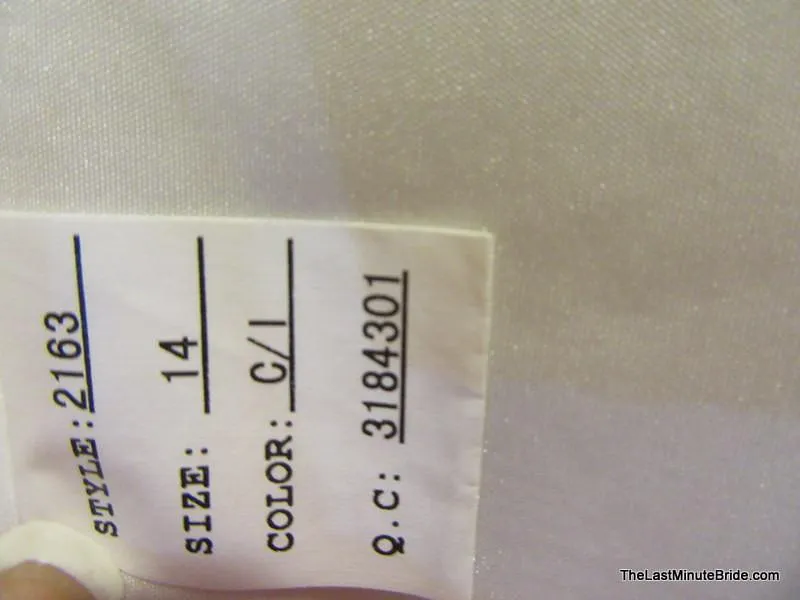 STYLE: 2163
SIZE: 14
COLOR: C/I
Q.C: 3184301
TheLastMinuteBride.com